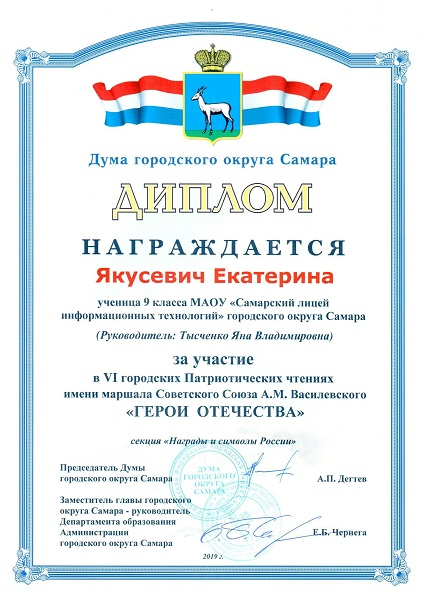 Дума городского округа Самара
ДИПЛОМ
НАГРАЖДАЕТСЯ
Якусевич Екатерина
ученица 9 класса МАОУ «Самарский лицей
информационных технологий» городского округа Самара
(Руководитель: Тысченко Яна Владимировна)
за участие
в VI городских Патриотических чтениях
имени маршала Советского Союза А.М. Василевского
«ГЕРОИ ОТЕЧЕСТВА»
секция «Награды и символы России»
Председатель Думы
городского округа Самара
А.П. Дегтев
ДУМА
ГОРОДСКОГО
ОКРУГА
САМАРА
Заместитель главы городского
округа Самара - руководитель
Департамента образования
Администрации
городского округа Самара
Е.Б. Чернега
2019 г.